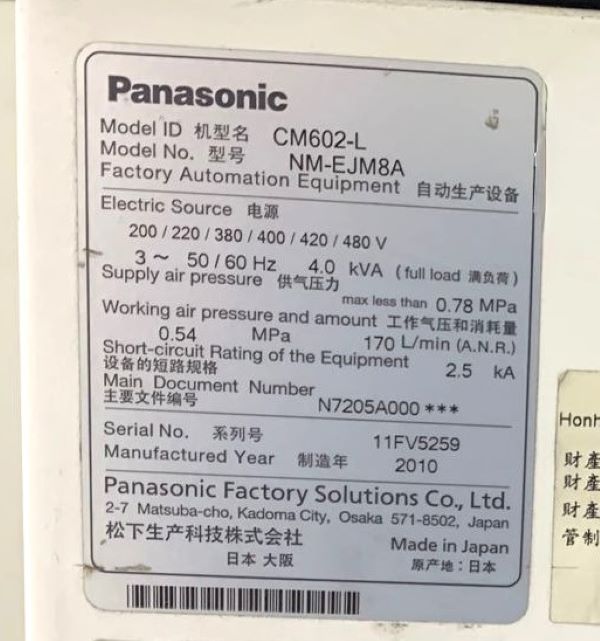 Panasonic
Model ID 机型名 CM602-L
Model No. 型号 NM-EJM8A
Factory Automation Equipment 自动生产设备
Electric Source 电源
200 / 220 / 380 / 400 / 420 / 480 V
3 ~ 50 / 60 Hz 4.0 kVA (full load 满负荷)
Supply air pressure 供气压力
max less than 0.78 MPa
Working air pressure and amount 工作气压和消耗量
0.54 MPa 170 L/min (A.N.R.)
Short-circuit Rating of the Equipment
设备的短路规格 2.5 kA
Main Document Number
主要文件编号 N7205A000 ***
Serial No. 系列号 11FV5259
Manufactured Year 制造年 2010
Panasonic Factory Solutions Co., Ltd.
2-7 Matsuba-cho, Kadoma City, Osaka 571-8502, Japan
松下生产科技株式会社 Made in Japan
日本 大阪 原产地：日本
Honh
財產
財產
財產
管制